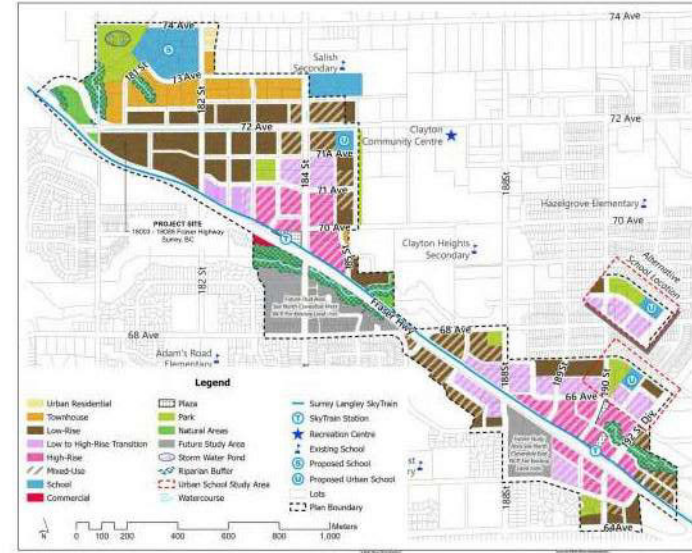 74 Ave
74 Ave
S
181 St
73 Ave
182 St
Salish
Secondary
72 Ave
72 Ave
Clayton
Community Centre
U
71A Ave
184 St
71 Ave
188 St
Hazelgrove Elementary
70 Ave
70 Ave
PROJECT SITE
Surrey, BC
T
Clayton Heights
Secondary
Alternative
School Location
U
182 St
Fraser Hwy
68 Ave
68 Ave
Adam's Road
Elementary
188 St
189 St
190 St
U
66 Ave
192 St Div.
T
188 St
64 Ave
Legend
Urban Residential
Townhouse
Low-Rise
Low to High-Rise Transition
High-Rise
Mixed-Use
School
Commercial
Plaza
Park
Natural Areas
Future Study Area
Storm Water Pond
Riparian Buffer
Urban School Study Area
Watercourse
Surrey Langley SkyTrain
T SkyTrain Station
Recreation Centre
Existing School
S Proposed School
U Proposed Urban School
Lots
Plan Boundary
N
0 200 400 600 800 1,000
Meters